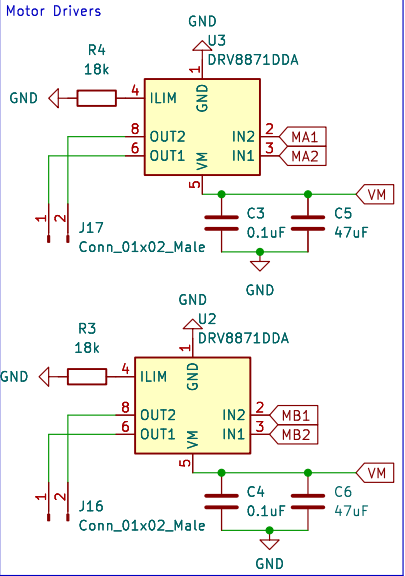 Motor Drivers
GND
U3
DRV8871DDA
R4
18k
GND
4
ILIM
1
GND
8
OUT2
6
OUT1
IN2
2
MA1
IN1
3
MA2
VM
5
VM
1
2
J17
Conn_01x02_Male
C3
0.1uF
C5
47uF
GND
GND
U2
DRV8871DDA
R3
18k
GND
4
ILIM
1
GND
8
OUT2
6
OUT1
IN2
2
MB1
IN1
3
MB2
VM
5
VM
1
2
J16
Conn_01x02_Male
C4
0.1uF
C6
47uF
GND